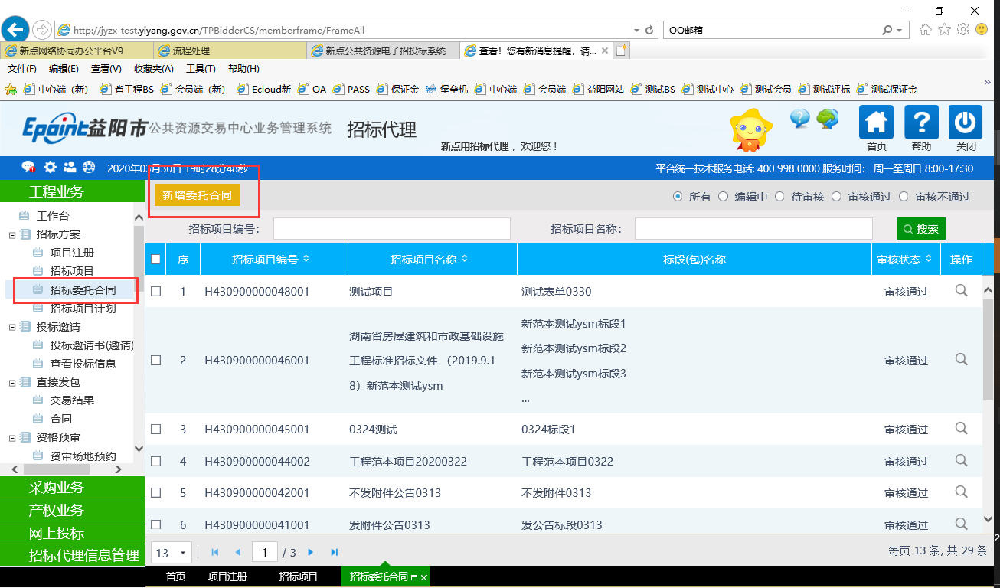 http://jyzx-test.yiyang.gov.cn/TPBidderCS/memberframe/FrameAll
QQ邮箱
新点网络协同办公平台V9
流程处理
新点公共资源电子招投标系统
查看！您有新消息提醒，请...
文件(F) 编辑(E) 查看(V) 收藏夹(A) 工具(T) 帮助(H)
中心端（新） 省工程BS 会员端（新） Ecloud新 OA PASS 保证金 堡垒机 中心端 会员端 益阳网站 测试BS 测试中心 测试会员 测试评标 测试保证金
Epoint益阳市公共资源交易中心业务管理系统 招标代理
新点用招标代理，欢迎您！
首页 帮助 关闭
2020年03月30日 19时28分48秒
平台统一技术服务电话: 400 998 0000 服务时间： 周一至周日 8:00-17:30
工程业务
工作台
招标方案
项目注册
招标项目
招标委托合同
招标项目计划
投标邀请
投标邀请书(邀请)
查看投标信息
直接发包
交易结果
合同
资格预审
资审场地预约
采购业务
产权业务
网上投标
招标代理信息管理
新增委托合同
所有 编辑中 待审核 审核通过 审核不通过
招标项目编号： 招标项目名称： 搜索
序 招标项目编号 招标项目名称 标段(包)名称 审核状态 操作
1 H430900000048001 测试项目 测试表单0330 审核通过
2 H430900000046001 湖南省房屋建筑和市政基础设施
工程标准招标文件 （2019.9.1
8）新范本测试ysm
新范本测试ysm标段1
新范本测试ysm标段2
新范本测试ysm标段3
...
审核通过
3 H430900000045001 0324测试 0324标段1 审核通过
4 H430900000044002 工程范本项目20200322 工程范本项目0322 审核通过
5 H430900000042001 不发附件公告0313 不发附件0313 审核通过
6 H430900000041001 发附件公告0313 发公告标段0313 审核通过
13 1 / 3 每页 13 条, 共 29 条
首页 项目注册 招标项目 招标委托合同